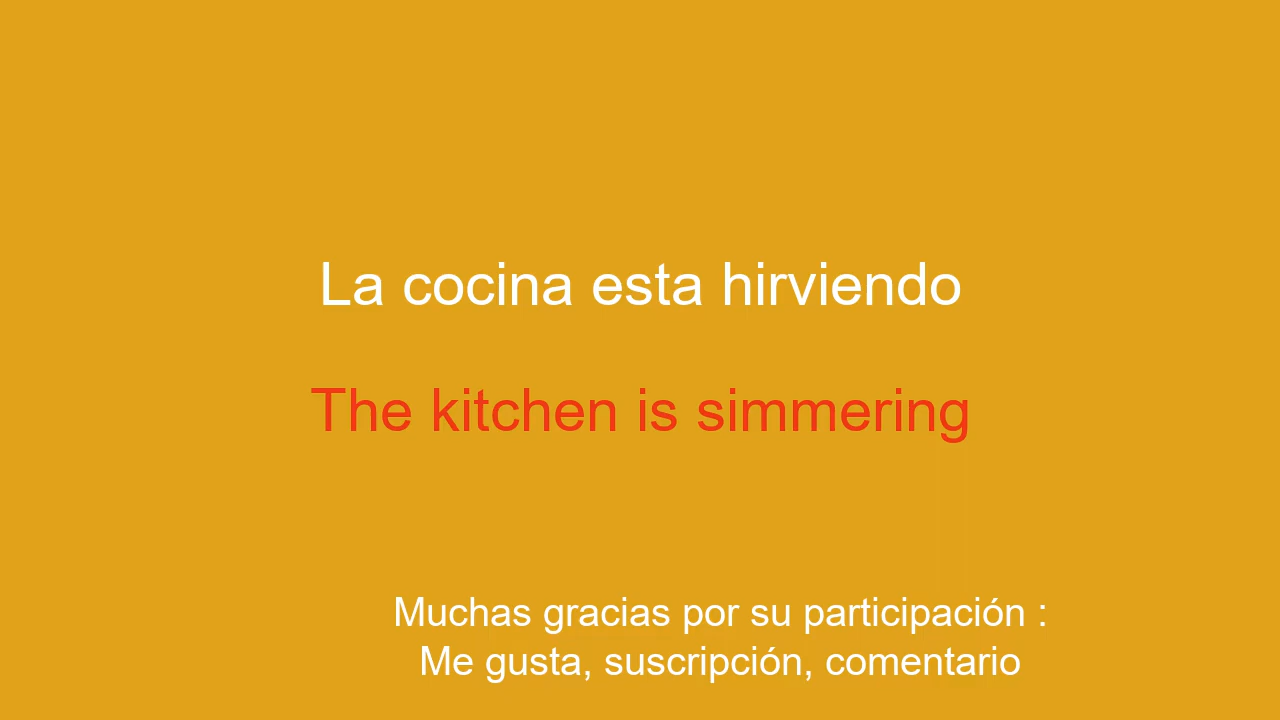 La cocina esta hirviendo
The kitchen is simmering
Muchas gracias por su participación :
Me gusta, suscripción, comentario